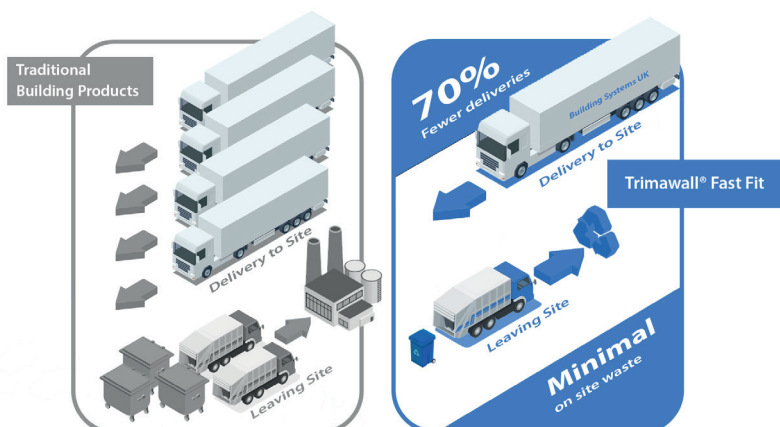 Traditional
Building Products
Delivery to Site
Leaving Site
70%
Fewer deliveries
Building Systems UK
Delivery to Site
Trimawall® Fast Fit
Leaving Site
Minimal
on site waste